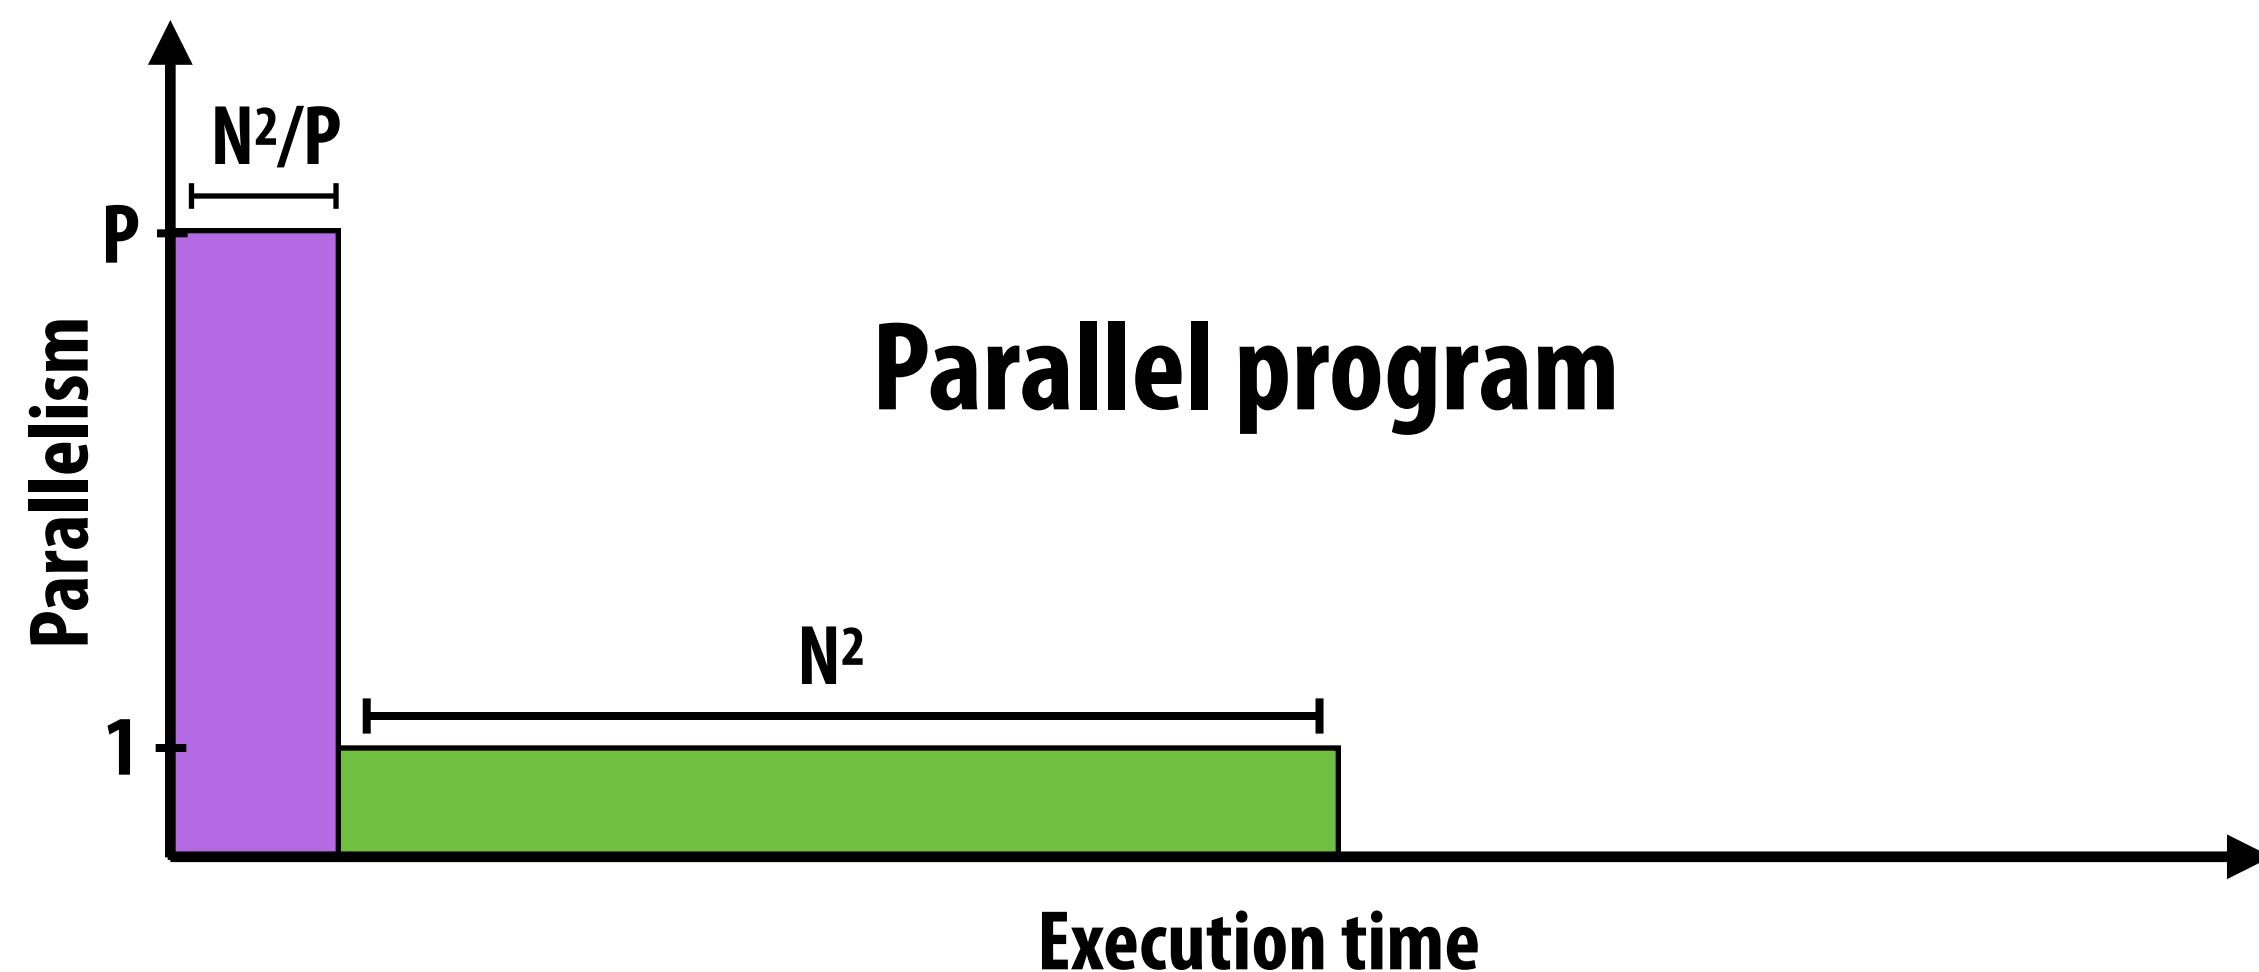 N²/P
P
Parallelism
Parallel program
N²
1
Execution time